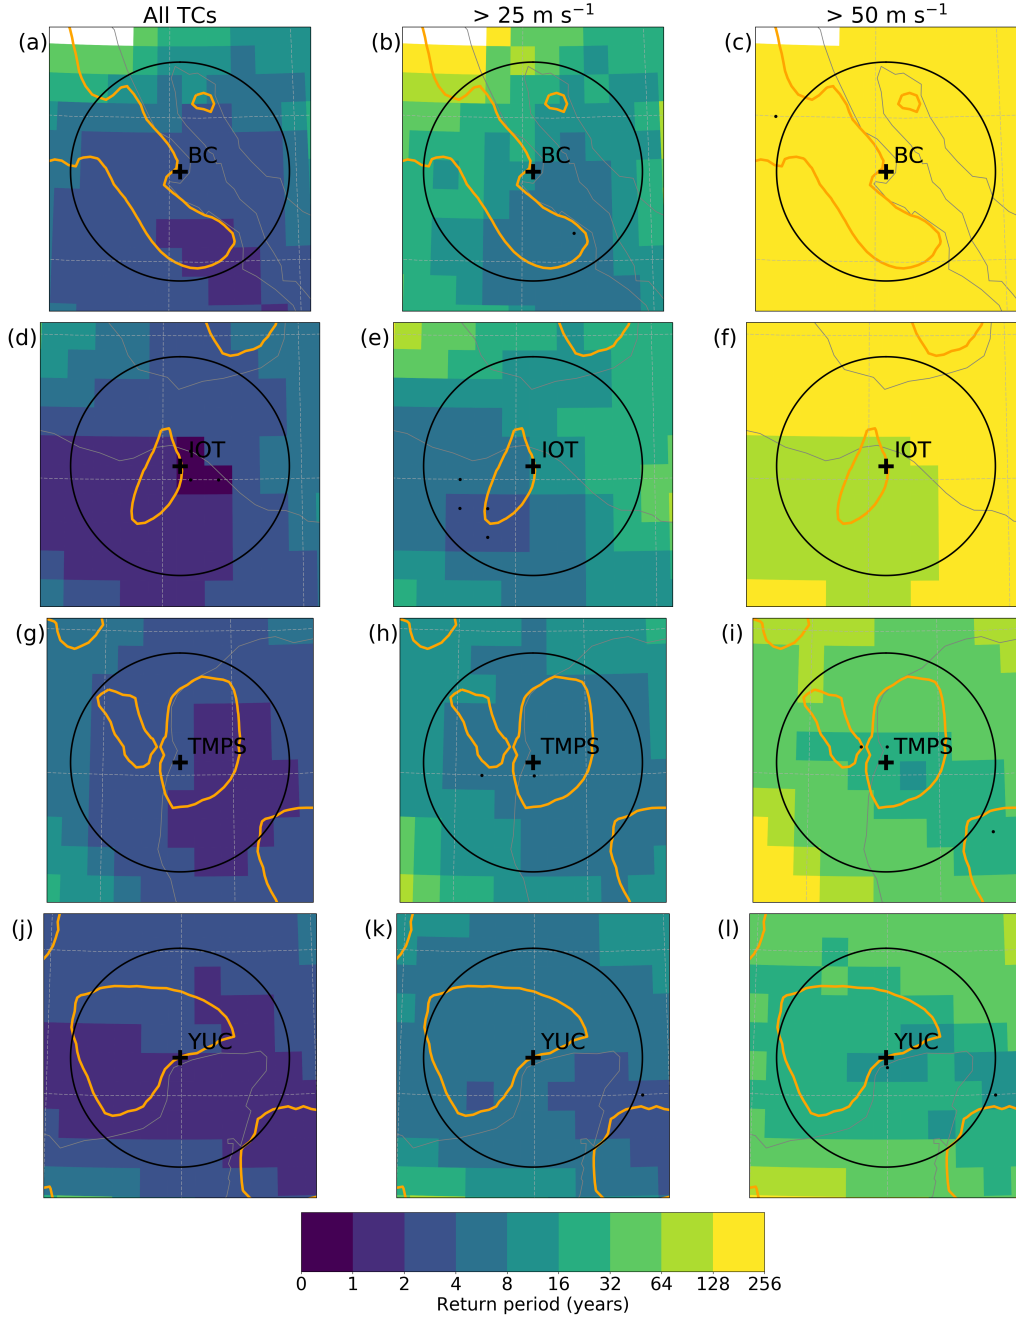 All TCs
> 25 m s⁻¹
> 50 m s⁻¹
(a)
(b)
(c)
BC
BC
BC
(d)
(e)
(f)
IOT
IOT
IOT
(g)
(h)
(i)
TMPS
TMPS
TMPS
(j)
(k)
(l)
YUC
YUC
YUC
0 1 2 4 8 16 32 64 128 256
Return period (years)